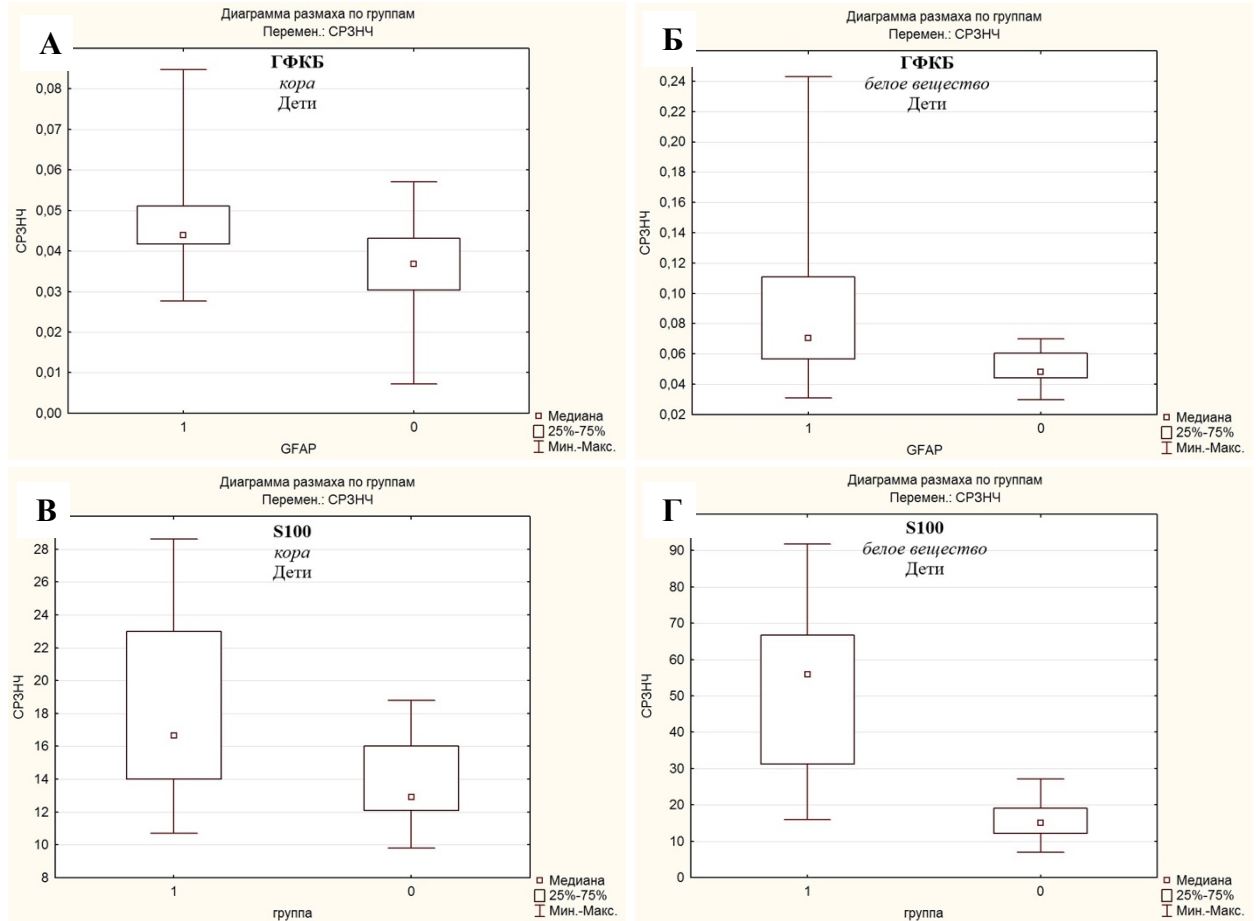 А
Диаграмма размаха по группам
Перемен.: СРЗНЧ
ГФКБ
кора
Дети
0,08
0,07
0,06
0,05
0,04
0,03
0,02
0,01
0,00
СРЗНЧ
1
0
GFAP
Медиана
25%-75%
Мин.-Макс.
Б
Диаграмма размаха по группам
Перемен.: СРЗНЧ
ГФКБ
белое вещество
Дети
0,24
0,22
0,20
0,18
0,16
0,14
0,12
0,10
0,08
0,06
0,04
0,02
СРЗНЧ
1
0
GFAP
Медиана
25%-75%
Мин.-Макс.
В
Диаграмма размаха по группам
Перемен.: СРЗНЧ
S100
кора
Дети
28
26
24
22
20
18
16
14
12
10
8
СРЗНЧ
1
0
группа
Медиана
25%-75%
Мин.-Макс.
Г
Диаграмма размаха по группам
Перемен.: СРЗНЧ
S100
белое вещество
Дети
90
80
70
60
50
40
30
20
10
0
СРЗНЧ
1
0
группа
Медиана
25%-75%
Мин.-Макс.